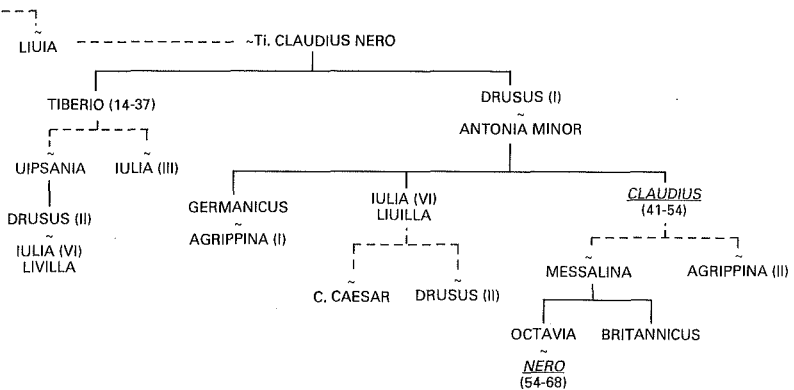 LIUIA
~Ti. CLAUDIUS NERO
TIBERIO (14-37)
DRUSUS (I)
~
ANTONIA MINOR
~
UIPSANIA
~
IULIA (III)
DRUSUS (II)
~
IULIA (VI)
LIVILLA
GERMANICUS
~
AGRIPPINA (I)
IULIA (VI)
LIUILLA
~
C. CAESAR
~
DRUSUS (II)
CLAUDIUS
(41-54)
~
MESSALINA
~
AGRIPPINA (II)
OCTAVIA
~
NERO
(54-68)
BRITANNICUS